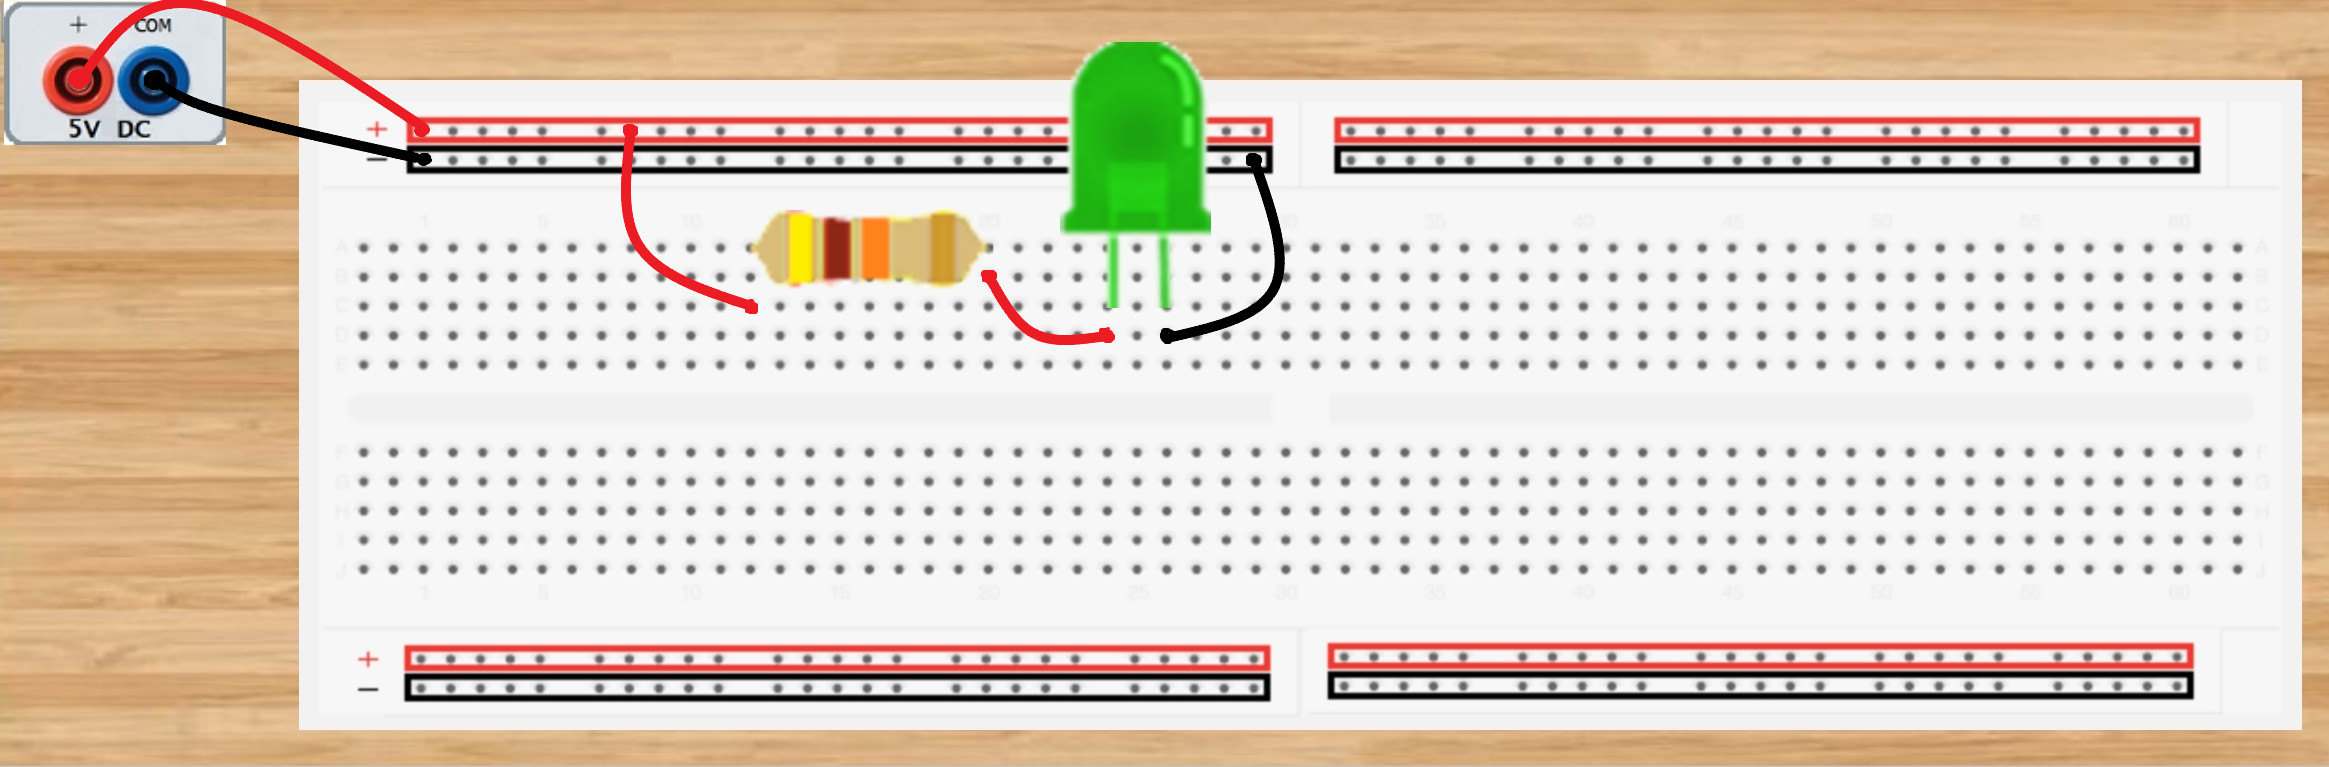 + COM
5V DC
+
−
1 5 10 20 30 35 40 45 50 55 60
A A
B B
C C
D D
E E
F F
G G
H H
I I
J J
1 5 10 15 20 25 30 35 40 45 50 55 60
+
−